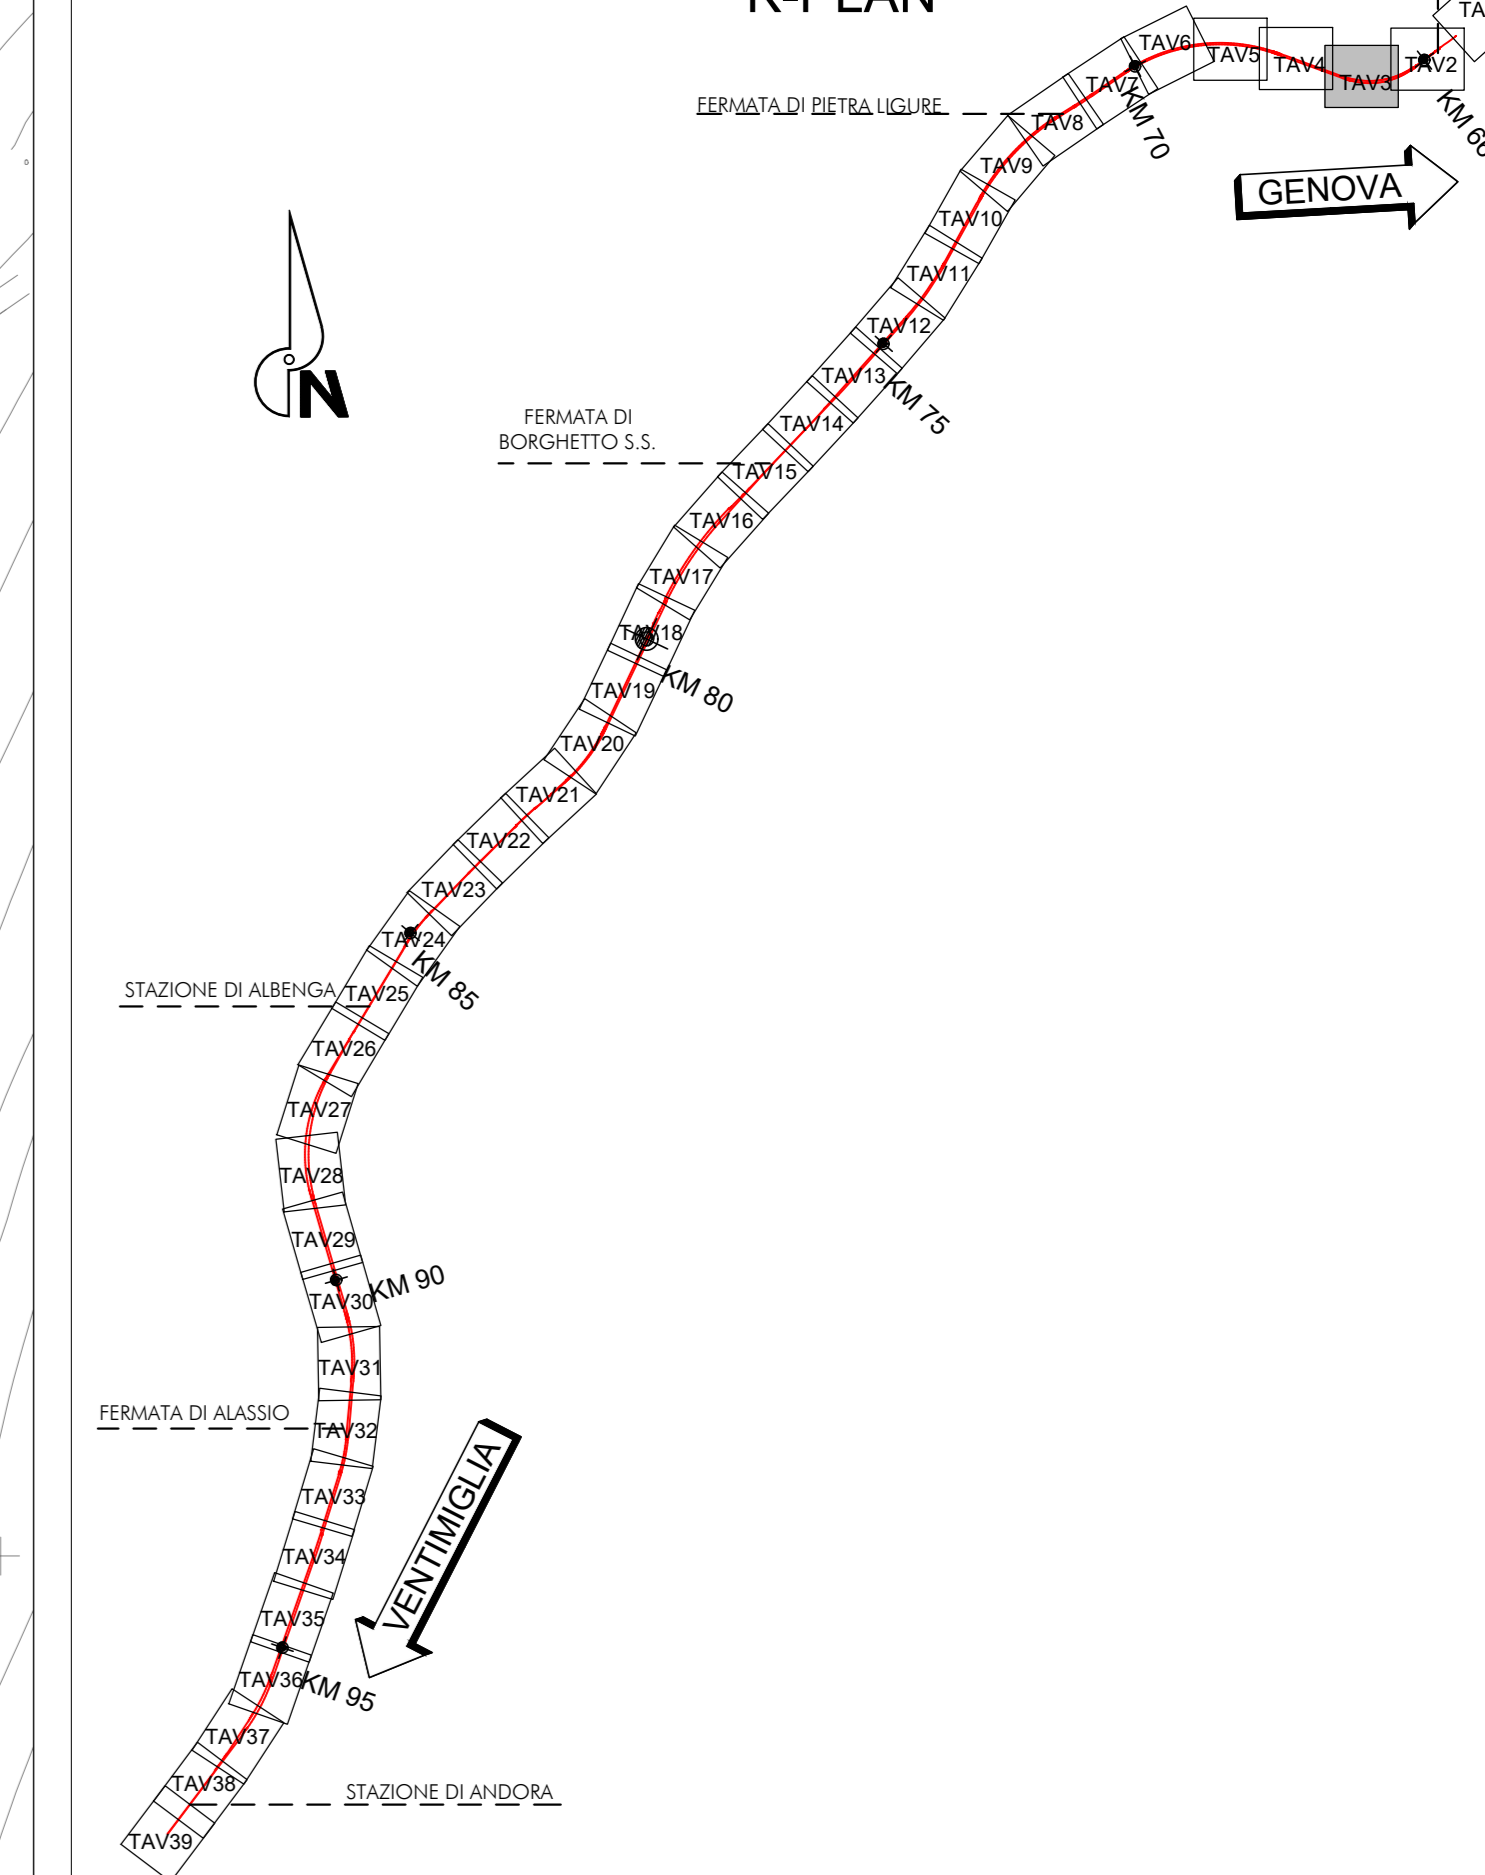 K-PLAN
TAV6
TAV5
TAV4
TAV3
TAV2
TAV7
KM 70
KM 66
FERMATA DI PIETRA LIGURE
TAV8
TAV9
GENOVA
TAV10
TAV11
TAV12
TAV13
KM 75
N
FERMATA DI
BORGHETTO S.S.
TAV14
TAV15
TAV16
TAV17
TAV18
KM 80
TAV19
TAV20
TAV21
TAV22
TAV23
TAV24
KM 85
STAZIONE DI ALBENGA
TAV25
TAV26
TAV27
TAV28
TAV29
KM 90
TAV30
TAV31
FERMATA DI ALASSIO
TAV32
TAV33
VENTIMIGLIA
TAV34
TAV35
TAV36
KM 95
TAV37
TAV38
STAZIONE DI ANDORA
TAV39